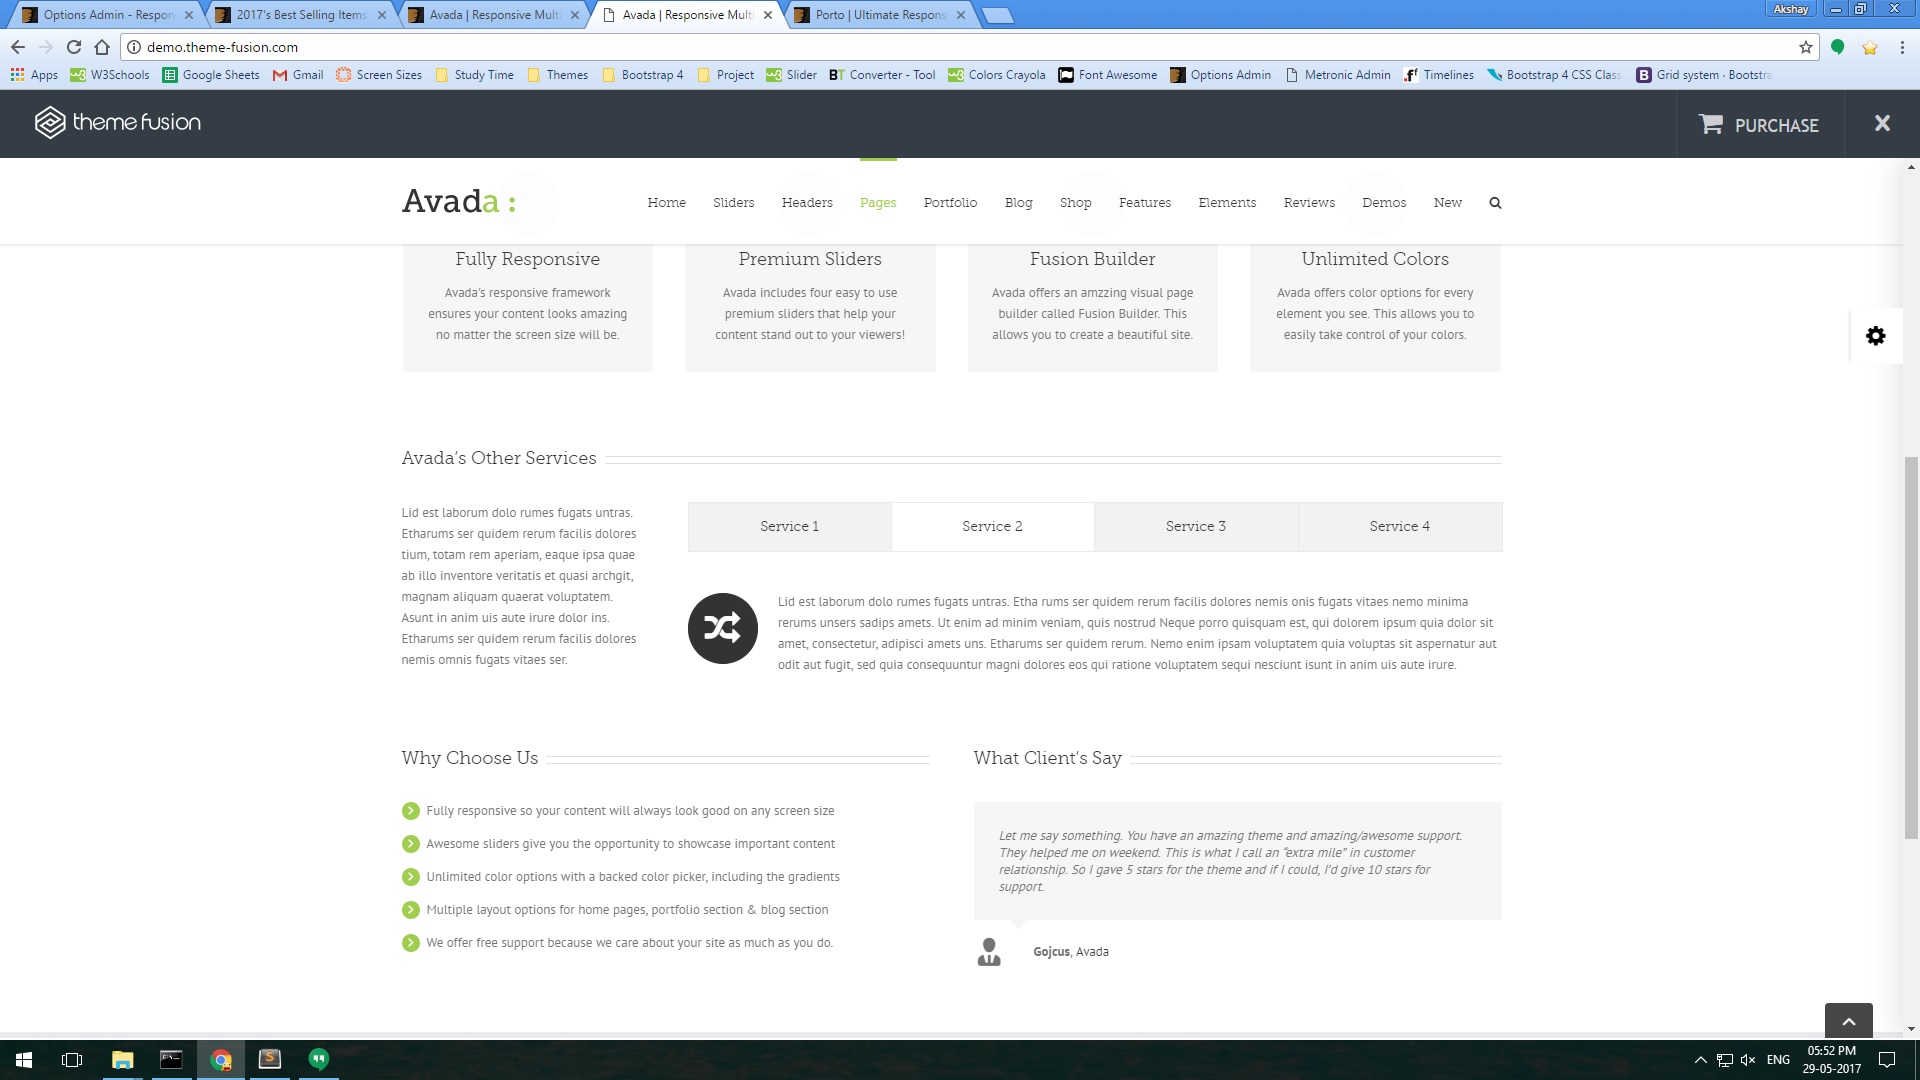 Options Admin - Respon
2017's Best Selling Items
Avada | Responsive Mult
Avada | Responsive Mult
Porto | Ultimate Respons
Akshay
demo.theme-fusion.com
Apps W3Schools Google Sheets Gmail Screen Sizes Study Time Themes Bootstrap 4 Project Slider Converter - Tool Colors Crayola Font Awesome Options Admin Metronic Admin Timelines Bootstrap 4 CSS Class Grid system · Bootstra
theme fusion
PURCHASE
Avada :
Home Sliders Headers Pages Portfolio Blog Shop Features Elements Reviews Demos New
Fully Responsive
Avada's responsive framework
ensures your content looks amazing
no matter the screen size will be.
Premium Sliders
Avada includes four easy to use
premium sliders that help your
content stand out to your viewers!
Fusion Builder
Avada offers an amzzing visual page
builder called Fusion Builder. This
allows you to create a beautiful site.
Unlimited Colors
Avada offers color options for every
element you see. This allows you to
easily take control of your colors.
Avada's Other Services
Lid est laborum dolo rumes fugats untras.
Etharums ser quidem rerum facilis dolores
tium, totam rem aperiam, eaque ipsa quae
ab illo inventore veritatis et quasi archgit,
magnam aliquam quaerat voluptatem.
Asunt in anim uis aute irure dolor ins.
Etharums ser quidem rerum facilis dolores
nemis omnis fugats vitaes ser.
Service 1 Service 2 Service 3 Service 4
Lid est laborum dolo rumes fugats untras. Etha rums ser quidem rerum facilis dolores nemis onis fugats vitaes nemo minima
rerums unsers sadips amets. Ut enim ad minim veniam, quis nostrud Neque porro quisquam est, qui dolorem ipsum quia dolor sit
amet, consectetur, adipisci amets uns. Etharums ser quidem rerum. Nemo enim ipsam voluptatem quia voluptas sit aspernatur aut
odit aut fugit, sed quia consequuntur magni dolores eos qui ratione voluptatem sequi nesciunt isunt in anim uis aute irure.
Why Choose Us
Fully responsive so your content will always look good on any screen size
Awesome sliders give you the opportunity to showcase important content
Unlimited color options with a backed color picker, including the gradients
Multiple layout options for home pages, portfolio section & blog section
We offer free support because we care about your site as much as you do.
What Client's Say
Let me say something. You have an amazing theme and amazing/awesome support.
They helped me on weekend. This is what I call an “extra mile” in customer
relationship. So I gave 5 stars for the theme and if I could, I'd give 10 stars for
support.
Gojcus, Avada
ENG
05:52 PM
29-05-2017